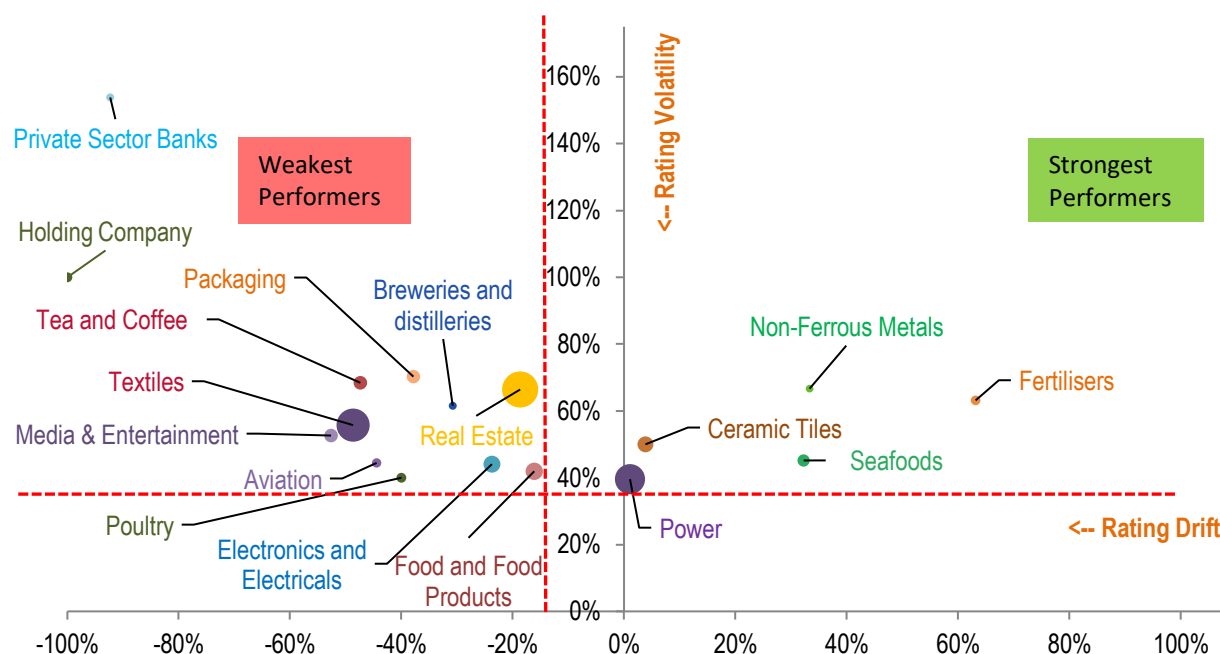 160%
<-- Rating Volatility
Private Sector Banks
140%
Weakest
Performers
Strongest
Performers
120%
Holding Company
100%
Packaging
Breweries and
distilleries
Tea and Coffee
80%
Non-Ferrous Metals
Textiles
Fertilisers
60%
Media & Entertainment
Real Estate
Ceramic Tiles
Aviation
Seafoods
40%
Poultry
Power
<-- Rating Drift
Electronics and
Electricals
Food and Food
Products
20%
0%
-100% -80% -60% -40% -20% 0% 20% 40% 60% 80% 100%